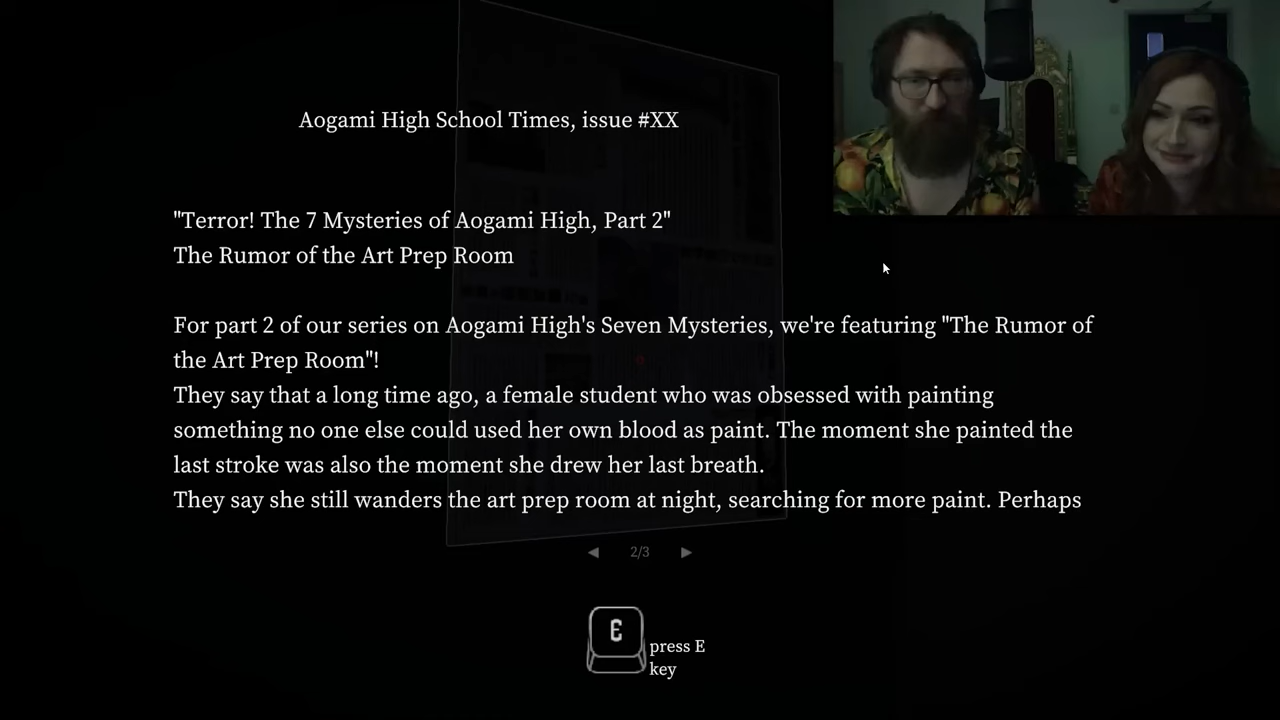 Aogami High School Times, issue #XX
"Terror! The 7 Mysteries of Aogami High, Part 2"
The Rumor of the Art Prep Room
For part 2 of our series on Aogami High's Seven Mysteries, we're featuring "The Rumor of
the Art Prep Room"!
They say that a long time ago, a female student who was obsessed with painting
something no one else could used her own blood as paint. The moment she painted the
last stroke was also the moment she drew her last breath.
They say she still wanders the art prep room at night, searching for more paint. Perhaps
2/3
E
press E
key